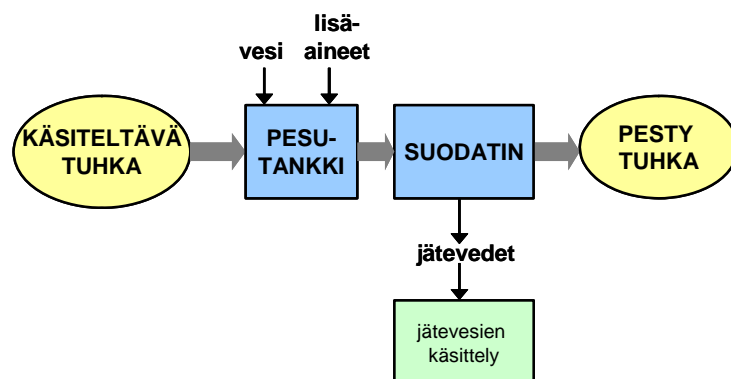 lisä-
vesi aineet
KÄSITELTÄVÄ
TUHKA
PESU-
TANKKI
SUODATIN
PESTY
TUHKA
jätevedet
jätevesien
käsittely